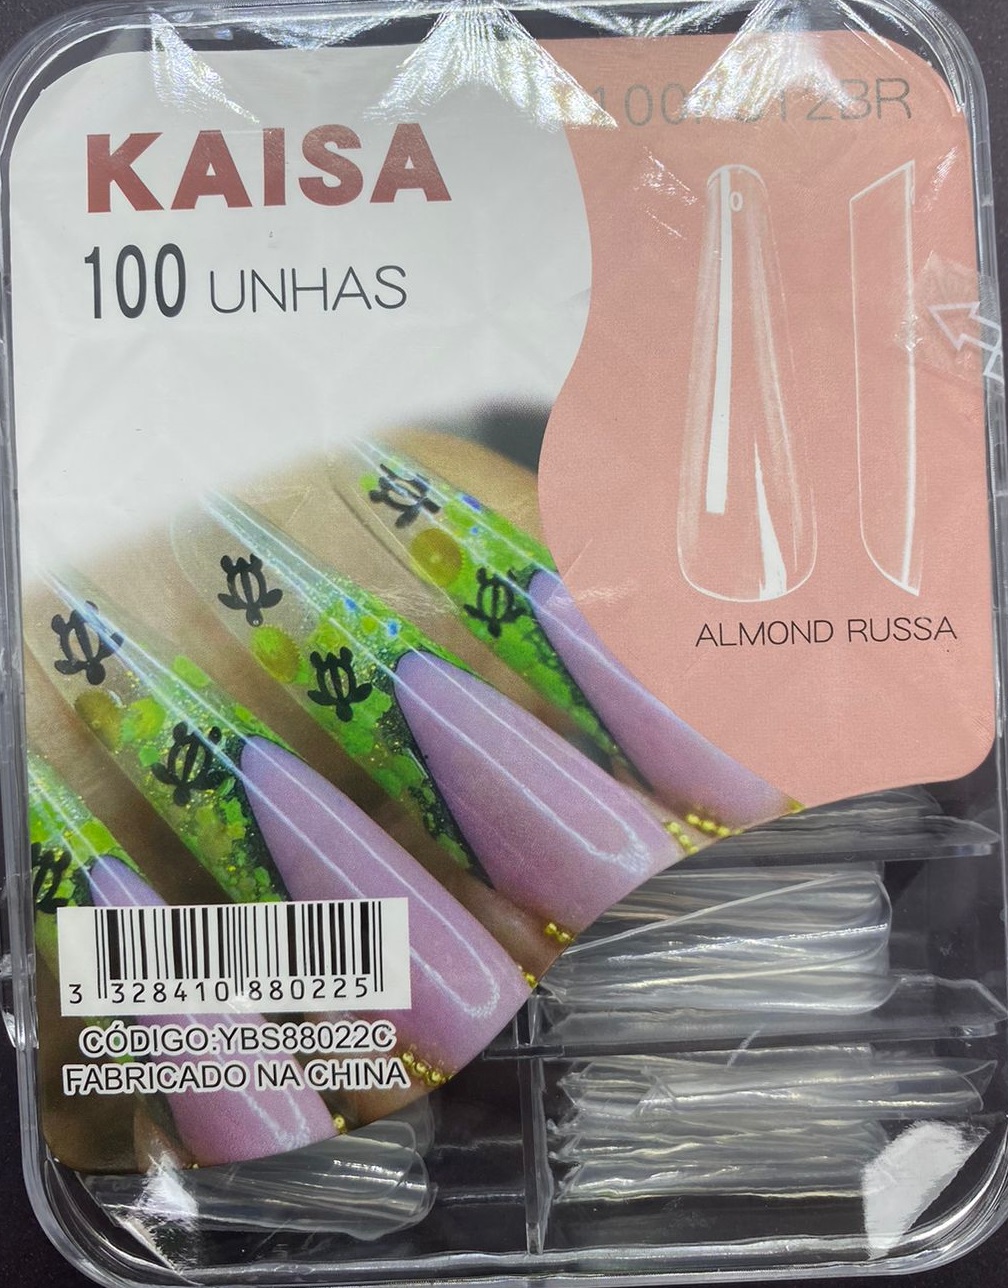 KAISA
100 UNHAS
ALMOND RUSSA
3 328410 880225
CÓDIGO:YBS88022C
FABRICADO NA CHINA